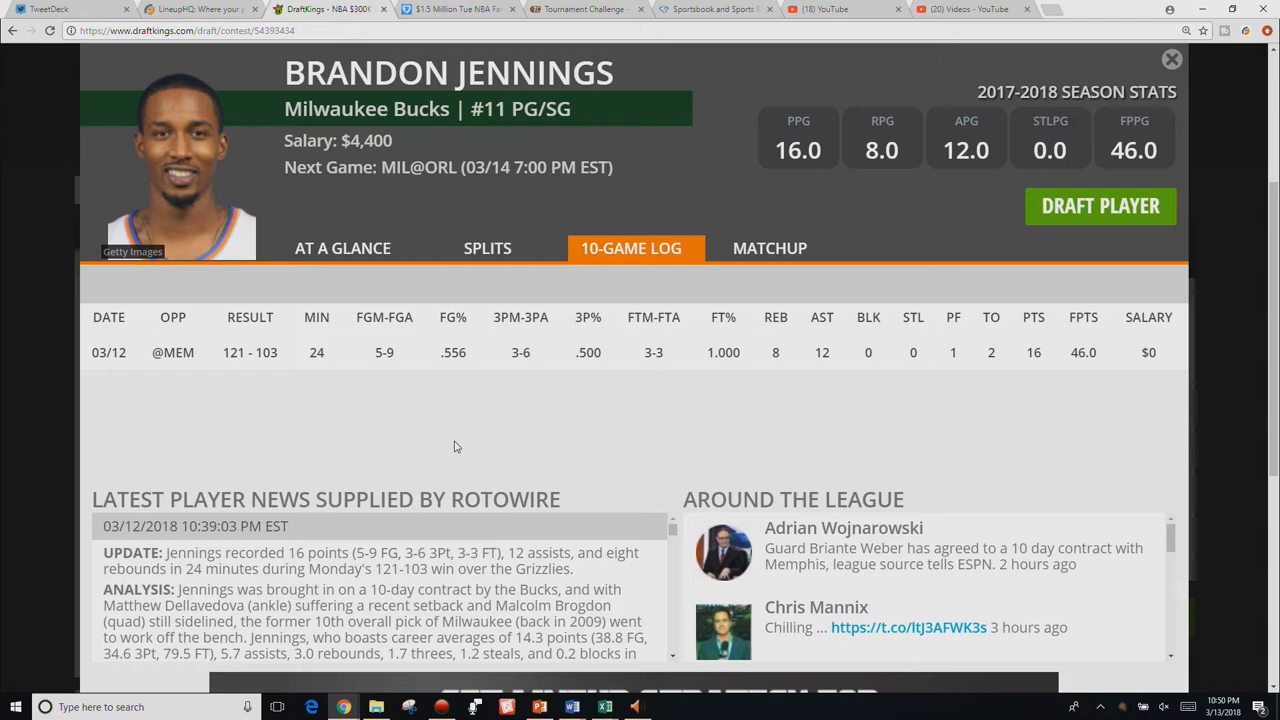 TweetDeck
LineupHQ: Where your p
DraftKings - NBA $300K
$1.5 Million Tue NBA Fan
Tournament Challenge -
Sportsbook and Sports B
(18) YouTube
(20) Videos - YouTube
https://www.draftkings.com/draft/contest/54393434
BRANDON JENNINGS
Milwaukee Bucks | #11 PG/SG
Salary: $4,400
Next Game: MIL@ORL (03/14 7:00 PM EST)
Getty Images
2017-2018 SEASON STATS
PPG RPG APG STLPG FPPG
16.0 8.0 12.0 0.0 46.0
DRAFT PLAYER
AT A GLANCE SPLITS 10-GAME LOG MATCHUP
DATE OPP RESULT MIN FGM-FGA FG% 3PM-3PA 3P% FTM-FTA FT% REB AST BLK STL PF TO PTS FPTS SALARY
03/12 @MEM 121 - 103 24 5-9 .556 3-6 .500 3-3 1.000 8 12 0 0 1 2 16 46.0 $0
LATEST PLAYER NEWS SUPPLIED BY ROTOWIRE
03/12/2018 10:39:03 PM EST
UPDATE: Jennings recorded 16 points (5-9 FG, 3-6 3Pt, 3-3 FT), 12 assists, and eight
rebounds in 24 minutes during Monday's 121-103 win over the Grizzlies.
ANALYSIS: Jennings was brought in on a 10-day contract by the Bucks, and with
Matthew Dellavedova (ankle) suffering a recent setback and Malcolm Brogdon
(quad) still sidelined, the former 10th overall pick of Milwaukee (back in 2009) went
to work off the bench. Jennings, who boasts career averages of 14.3 points (38.8 FG,
34.6 3Pt, 79.5 FT), 5.7 assists, 3.0 rebounds, 1.7 threes, 1.2 steals, and 0.2 blocks in
AROUND THE LEAGUE
Adrian Wojnarowski
Guard Briante Weber has agreed to a 10 day contract with
Memphis, league source tells ESPN. 2 hours ago
Chris Mannix
Chilling ... https://t.co/ltJ3AFWK3s 3 hours ago
Type here to search
10:50 PM
3/13/2018